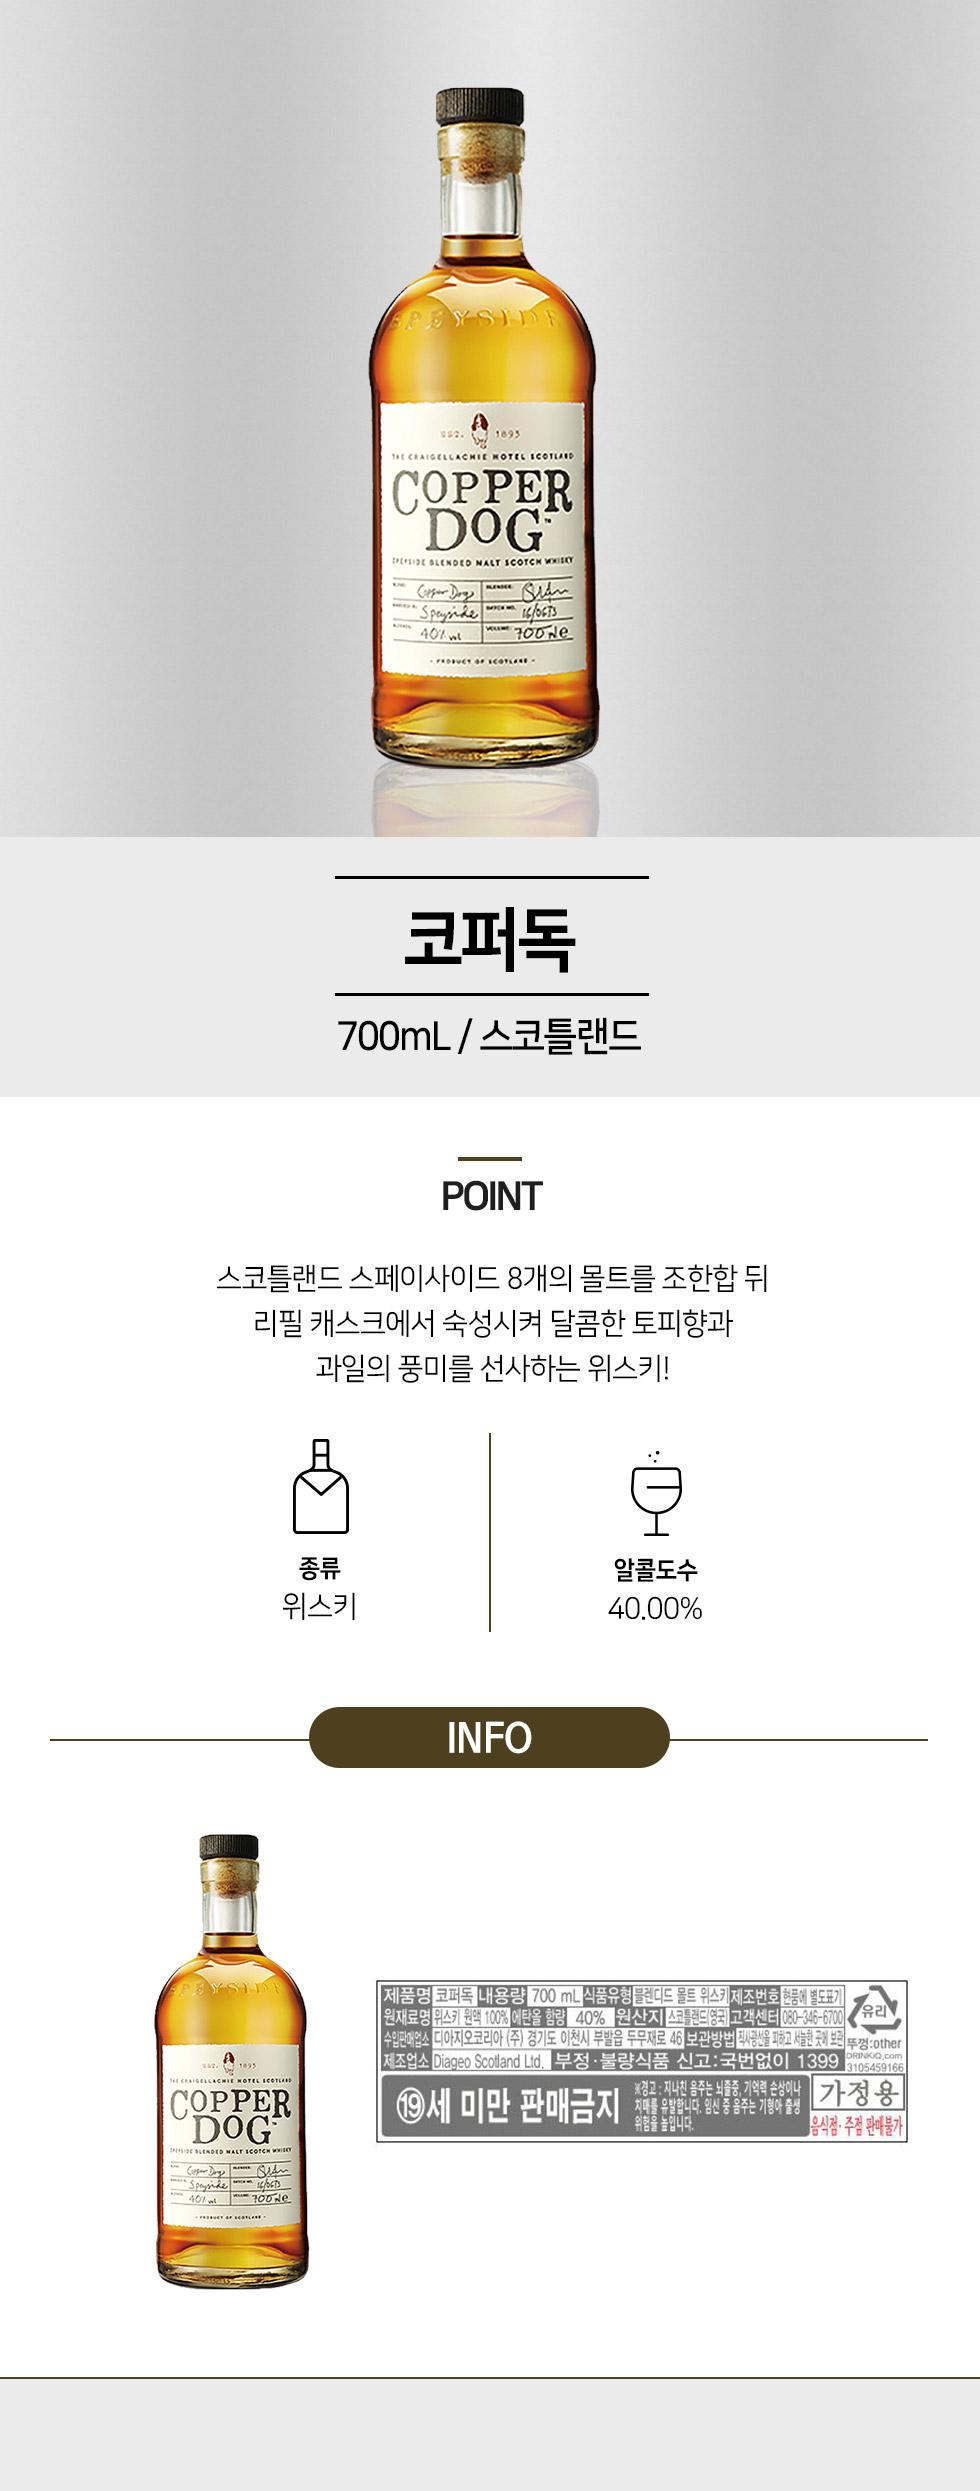 SPEYSIDE
EST. 1893
THE CRAIGELLACHIE HOTEL SCOTLAND
COPPER
DOG™
SPEYSIDE BLENDED MALT SCOTCH WHISKY
BLEND: Copper Dog BLENDER:
MARRIED IN: Speyside BATCH NO. 16/0673
ALCOHOL: 40% vol VOLUME: 700mle
- PRODUCT OF SCOTLAND -
코퍼독
700mL / 스코틀랜드
POINT
스코틀랜드 스페이사이드 8개의 몰트를 조한합 뒤
리필 캐스크에서 숙성시켜 달콤한 토피향과
과일의 풍미를 선사하는 위스키!
종류
위스키
알콜도수
40.00%
INFO
SPEYSIDE
EST. 1893
THE CRAIGELLACHIE HOTEL SCOTLAND
COPPER
DOG™
SPEYSIDE BLENDED MALT SCOTCH WHISKY
Copper Dog
Speyside 16/0673
40% vol 700mle
- PRODUCT OF SCOTLAND -
제품명 코퍼독 내용량 700 mL 식품유형 블렌디드 몰트 위스키 제조번호 현품에 별도표기
원재료명 위스키 원액 100% 에탄올 함량 40% 원산지 스코틀랜드(영국) 고객센터 080-346-6700
수입판매업소 디아지오코리아 (주) 경기도 이천시 부발읍 무무재로 46 보관방법 직사광선을 피하고 서늘한 곳에 보관
제조업소 Diageo Scotland Ltd. 부정·불량식품 신고:국번없이 1399
유리
뚜껑:other
DRINKiQ.com
3105459166
⑲세 미만 판매금지
※경고 : 지나친 음주는 뇌졸중, 기억력 손상이나
치매를 유발합니다. 임신 중 음주는 기형아 출생
위험을 높입니다.
가정용
음식점·주점 판매불가